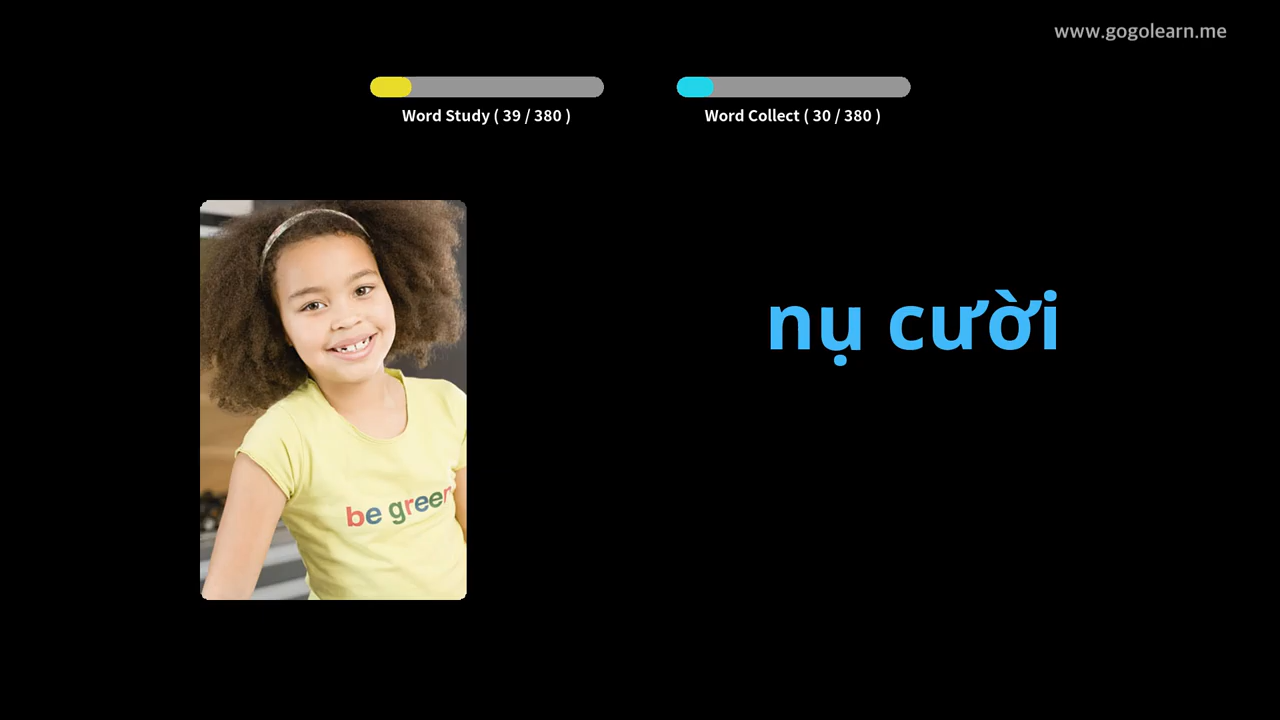 www.gogolearn.me
Word Study ( 39 / 380 )
Word Collect ( 30 / 380 )
nụ cười
be green